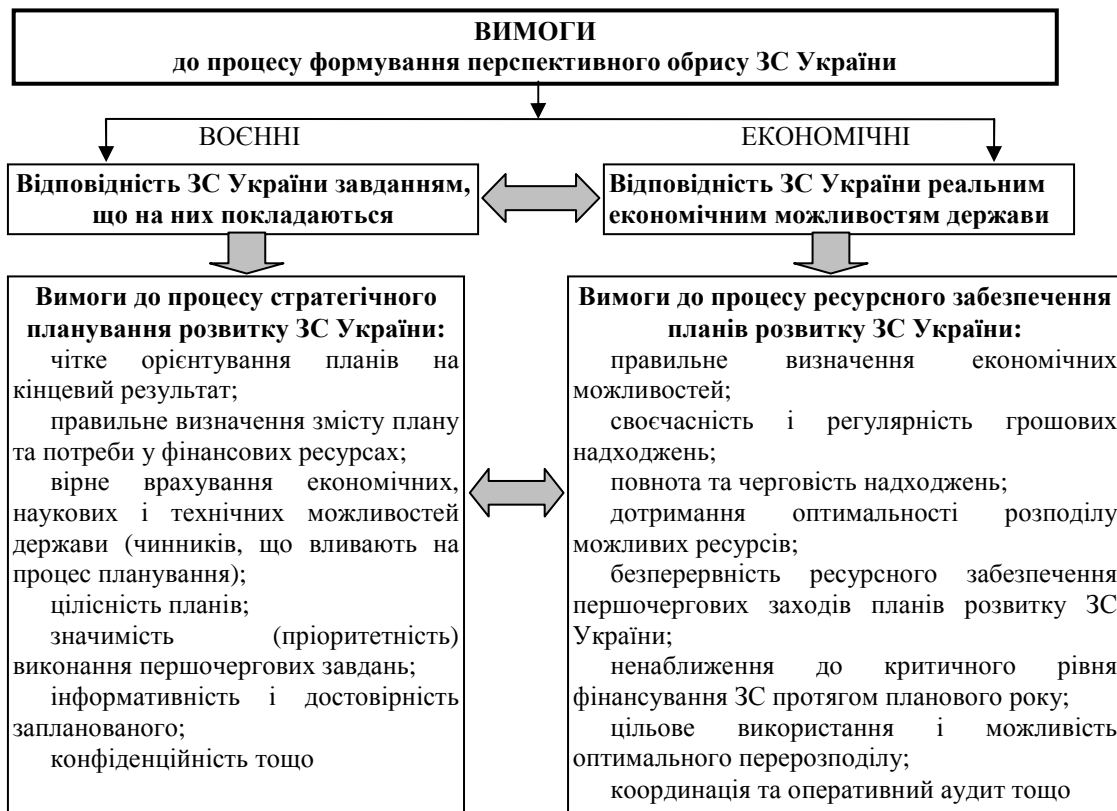 ВИМОГИ
до процесу формування перспективного обрису ЗС України
ВОЄННІ
ЕКОНОМІЧНІ
Відповідність ЗС України завданням,
що на них покладаються
Відповідність ЗС України реальним
економічним можливостям держави
Вимоги до процесу стратегічного
планування розвитку ЗС України:
чітке орієнтування планів на
кінцевий результат;
правильне визначення змісту плану
та потреби у фінансових ресурсах;
вірне врахування економічних,
наукових і технічних можливостей
держави (чинників, що вливають на
процес планування);
цілісність планів;
значимість (пріоритетність)
виконання першочергових завдань;
інформативність і достовірність
запланованого;
конфіденційність тощо
Вимоги до процесу ресурсного забезпечення
планів розвитку ЗС України:
правильне визначення економічних
можливостей;
своєчасність і регулярність грошових
надходжень;
повнота та черговість надходжень;
дотримання оптимальності розподілу
можливих ресурсів;
безперервність ресурсного забезпечення
першочергових заходів планів розвитку ЗС
України;
ненаближення до критичного рівня
фінансування ЗС протягом планового року;
цільове використання і можливість
оптимального перерозподілу;
координація та оперативний аудит тощо